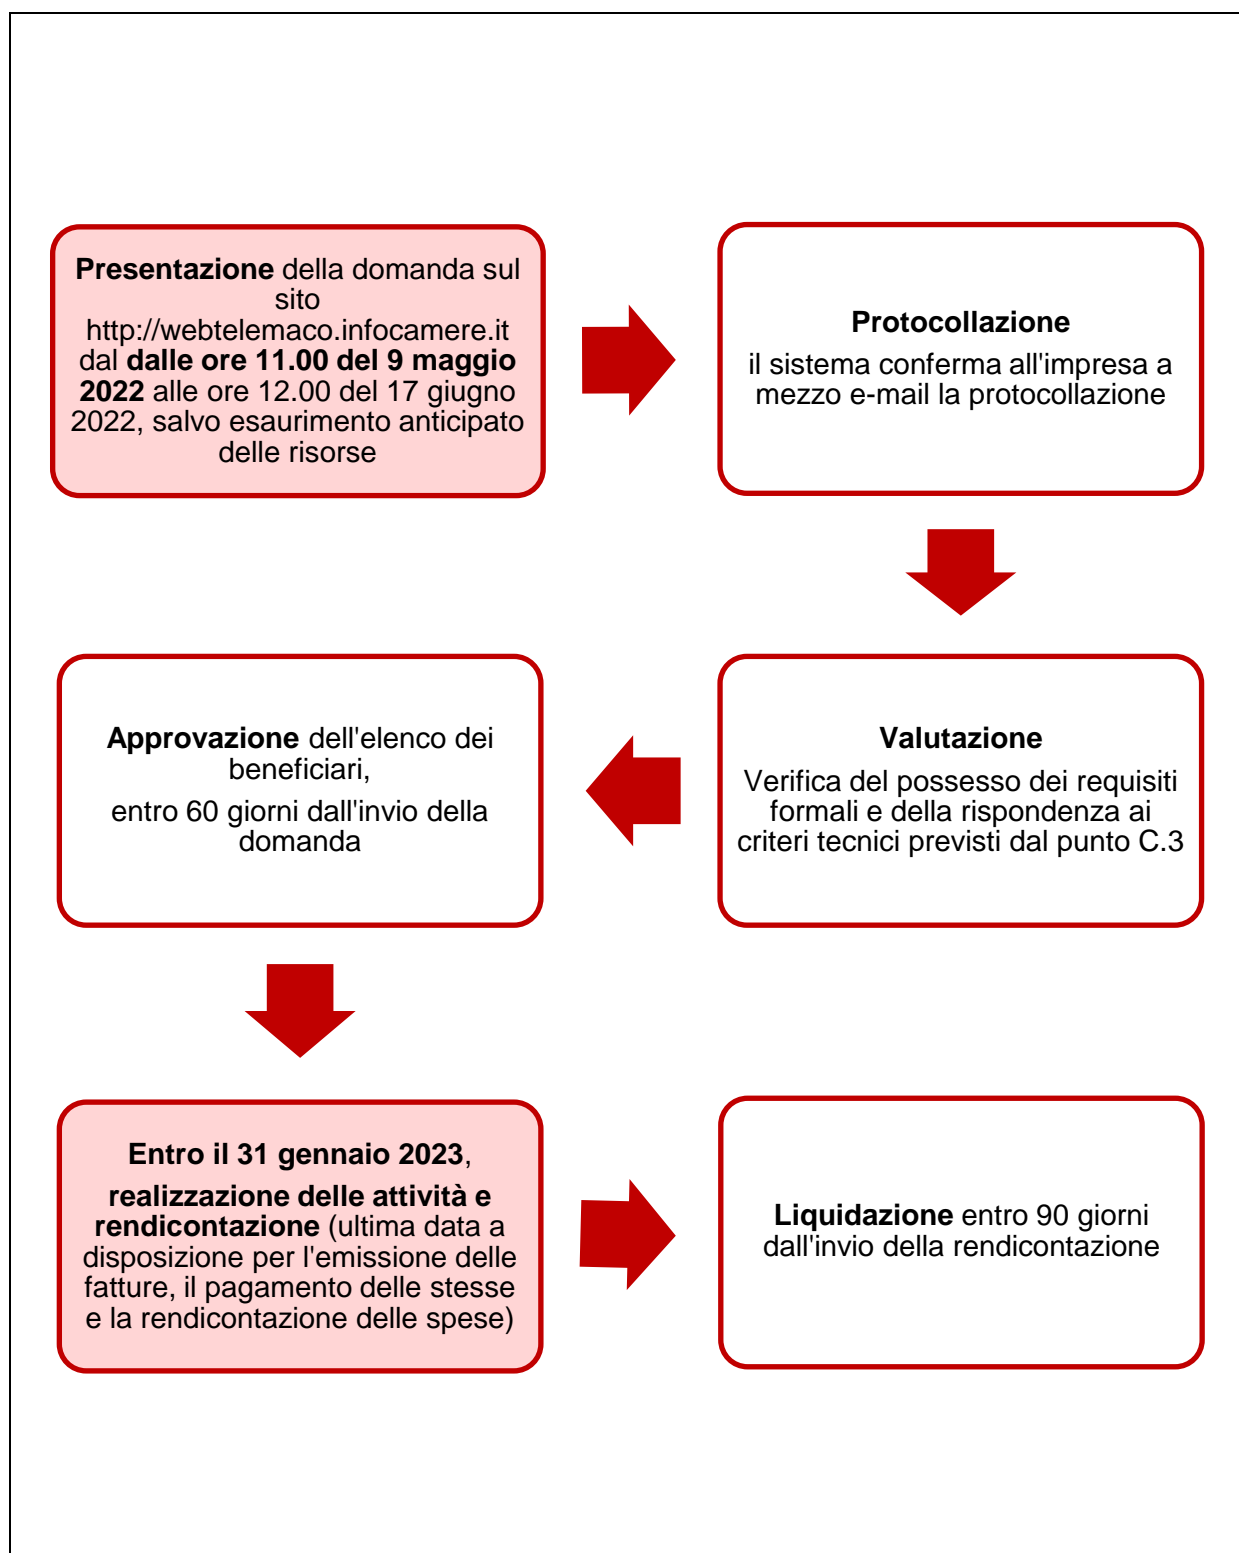 Presentazione della domanda sul
sito
http://webtelemaco.infocamere.it
dal dalle ore 11.00 del 9 maggio
2022 alle ore 12.00 del 17 giugno
2022, salvo esaurimento anticipato
delle risorse
Protocollazione
il sistema conferma all'impresa a
mezzo e-mail la protocollazione
Valutazione
Verifica del possesso dei requisiti
formali e della rispondenza ai
criteri tecnici previsti dal punto C.3
Approvazione dell'elenco dei
beneficiari,
entro 60 giorni dall'invio della
domanda
Entro il 31 gennaio 2023,
realizzazione delle attività e
rendicontazione (ultima data a
disposizione per l'emissione delle
fatture, il pagamento delle stesse
e la rendicontazione delle spese)
Liquidazione entro 90 giorni
dall'invio della rendicontazione